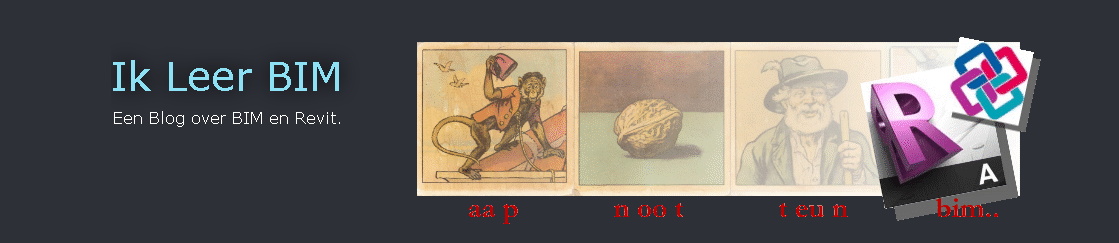 Ik Leer BIM
Een Blog over BIM en Revit.
R
A
aa p
n oo t
t eu n
bim..